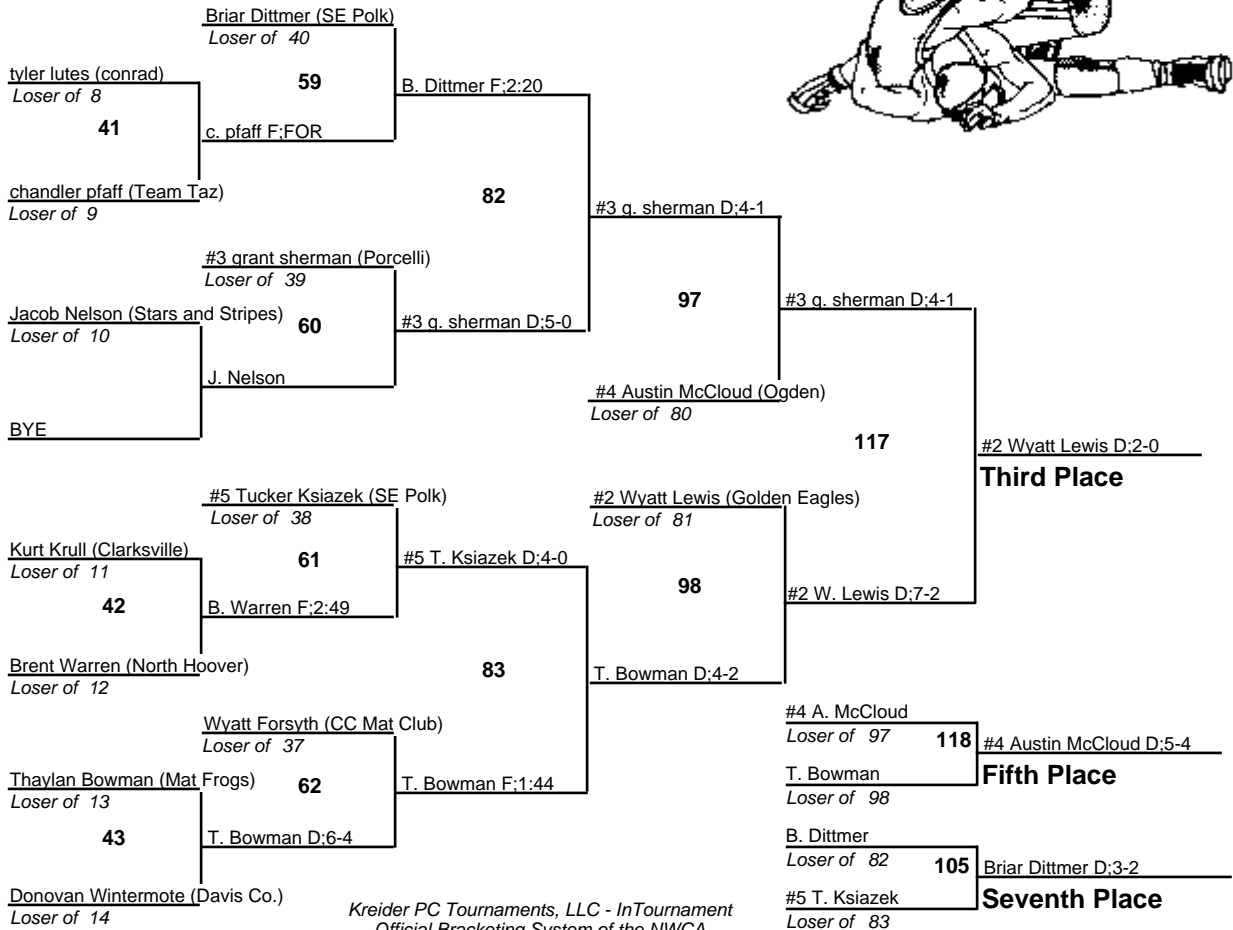 Briar Dittmer (SE Polk)
Loser of 40
tyler lutes (conrad)
Loser of 8
59
B. Dittmer F;2:20
41
c. pfaff F;FOR
chandler pfaff (Team Taz)
Loser of 9
82
#3 g. sherman D;4-1
#3 grant sherman (Porcelli)
Loser of 39
97
#3 g. sherman D;4-1
Jacob Nelson (Stars and Stripes)
Loser of 10
60
#3 g. sherman D;5-0
J. Nelson
#4 Austin McCloud (Ogden)
Loser of 80
BYE
117
#2 Wyatt Lewis D;2-0
Third Place
#5 Tucker Ksiazek (SE Polk)
Loser of 38
#2 Wyatt Lewis (Golden Eagles)
Loser of 81
Kurt Krull (Clarksville)
Loser of 11
61
#5 T. Ksiazek D;4-0
98
42
B. Warren F;2:49
#2 W. Lewis D;7-2
Brent Warren (North Hoover)
Loser of 12
83
T. Bowman D;4-2
Wyatt Forsyth (CC Mat Club)
Loser of 37
#4 A. McCloud
Loser of 97
118
#4 Austin McCloud D;5-4
Fifth Place
T. Bowman
Loser of 98
Thaylan Bowman (Mat Frogs)
Loser of 13
62
T. Bowman F;1:44
43
T. Bowman D;6-4
B. Dittmer
Loser of 82
105
Briar Dittmer D;3-2
Seventh Place
#5 T. Ksiazek
Loser of 83
Donovan Wintermote (Davis Co.)
Loser of 14
Kreider PC Tournaments, LLC - InTournament
Official Bracketing System of the NWCA